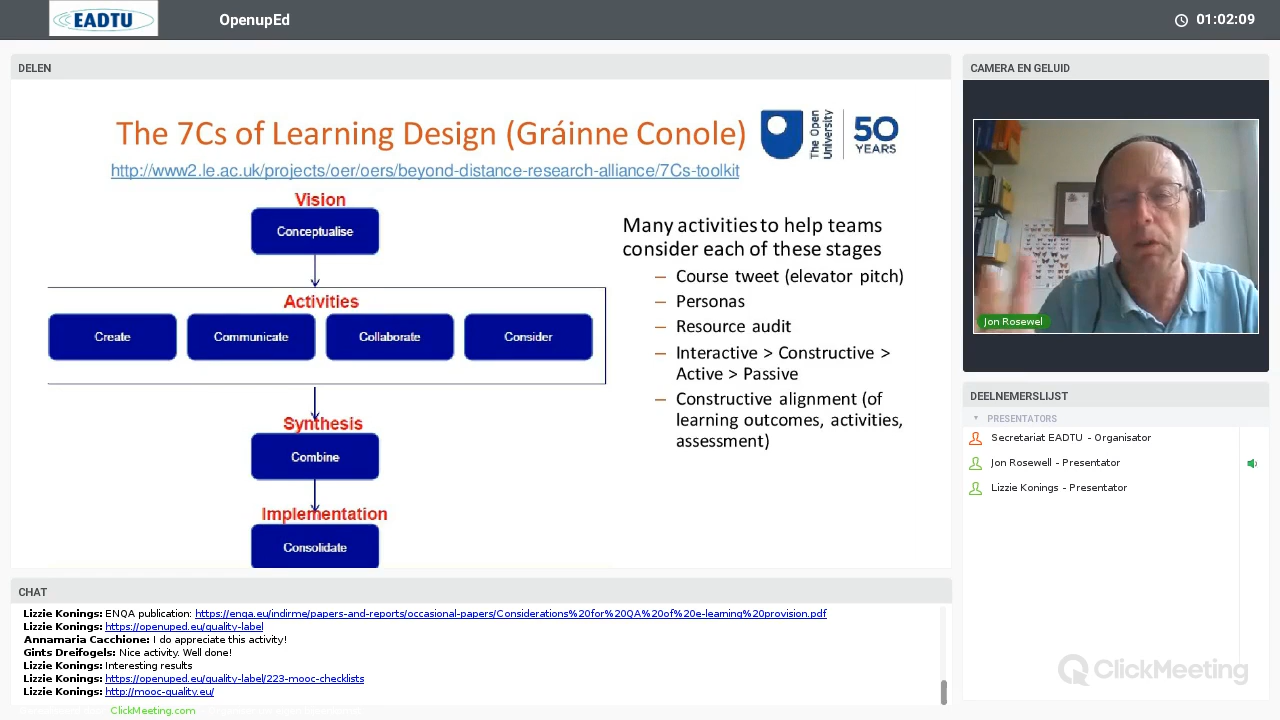 EADTU
OpenupEd
01:02:09
DELEN
The 7Cs of Learning Design (Gráinne Conole)
The Open University
50 YEARS
http://www2.le.ac.uk/projects/oer/oers/beyond-distance-research-alliance/7Cs-toolkit
Vision
Conceptualise
Activities
Create
Communicate
Collaborate
Consider
Synthesis
Combine
Implementation
Consolidate
Many activities to help teams
consider each of these stages
– Course tweet (elevator pitch)
– Personas
– Resource audit
– Interactive > Constructive >
Active > Passive
– Constructive alignment (of
learning outcomes, activities,
assessment)
CAMERA EN GELUID
Jon Rosewel
DEELNEMERSLIJST
PRESENTATORS
Secretariat EADTU - Organisator
Jon Rosewell - Presentator
Lizzie Konings - Presentator
CHAT
Lizzie Konings: ENQA publication: https://enqa.eu/indirme/papers-and-reports/occasional-papers/Considerations%20for%20QA%20of%20e-learning%20provision.pdf
Lizzie Konings: https://openuped.eu/quality-label
Annamaria Cacchione: I do appreciate this activity!
Gints Dreifogels: Nice activity. Well done!
Lizzie Konings: Interesting results
Lizzie Konings: https://openuped.eu/quality-label/223-mooc-checklists
Lizzie Konings: http://mooc-quality.eu/
ClickMeeting.com
ClickMeeting